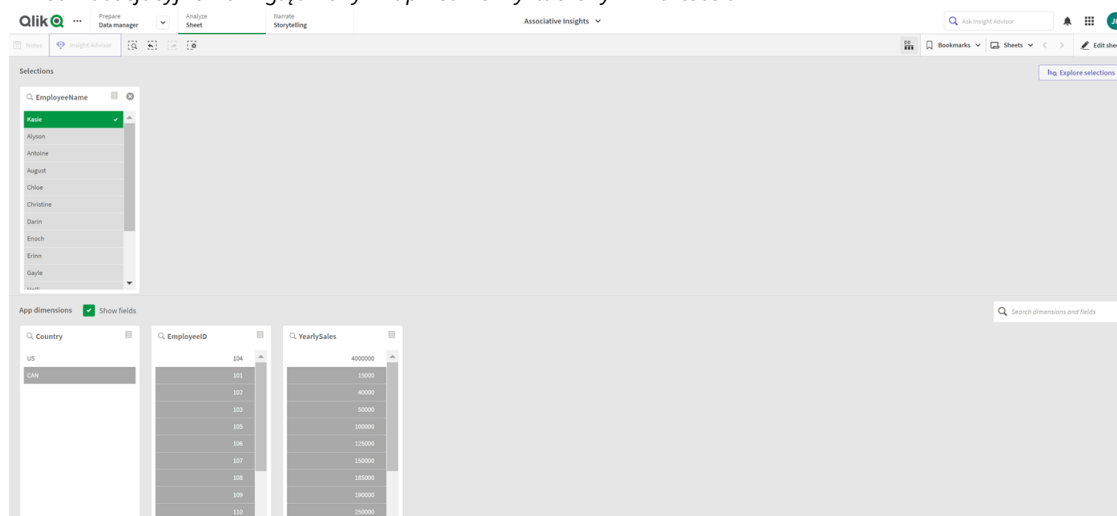 Qlik
Prepare
Data manager
Analyze
Sheet
Narrate
Storytelling
Associative Insights
Ask Insight Advisor
Notes
Insight Advisor
Bookmarks
Sheets
Edit shee
Selections
Explore selections
EmployeeName
Kasie
Alyson
Antoine
August
Chloe
Christine
Darin
Enoch
Erinn
Gayle
App dimensions
Show fields
Search dimensions and fields
Country
US
CAN
EmployeeID
104
101
102
103
105
106
107
108
109
110
YearlySales
4000000
15000
40000
50000
100000
125000
150000
185000
190000
250000